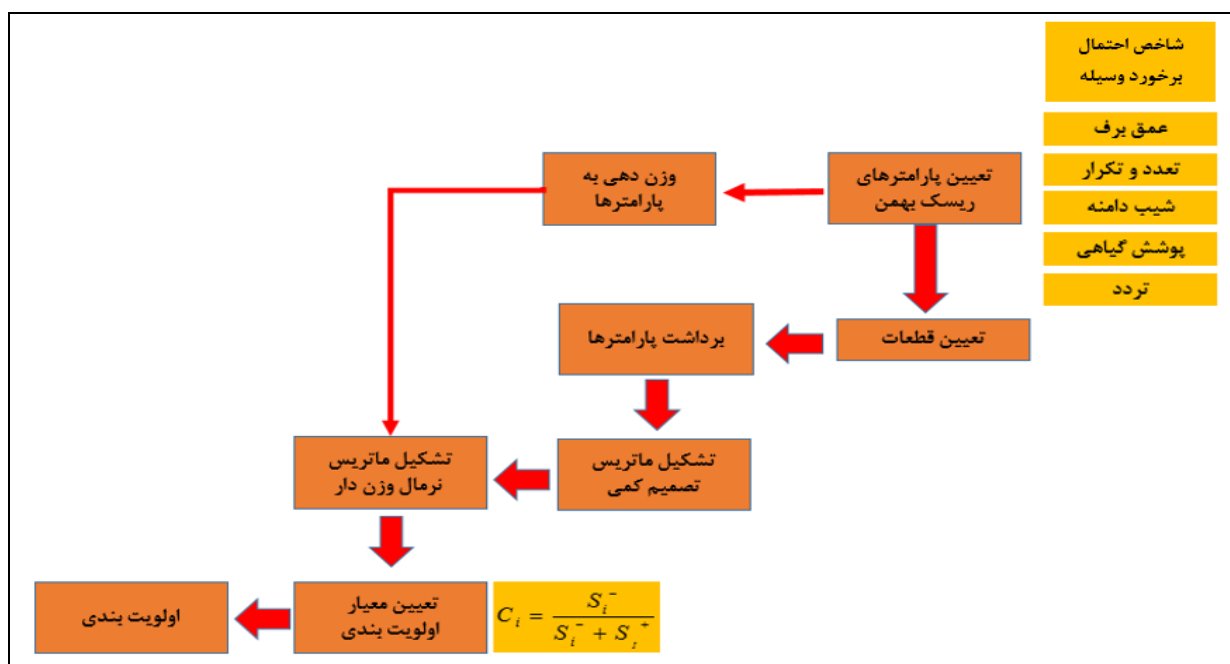 شاخص احتمال
برخورد وسیله
عمق برف
تعدد و تکرار
شیب دامنه
پوشش گیاهی
تردد
تعیین پارامترهای
ریسک بهمن
وزن دهی به
پارامترها
تعیین قطعات
برداشت پارامترها
تشکیل ماتریس
تصمیم کمی
تشکیل ماتریس
نرمال وزن دار
تعیین معیار
اولویت بندی
C_i = S_i^- / (S_i^- + S_i^+)
اولویت بندی